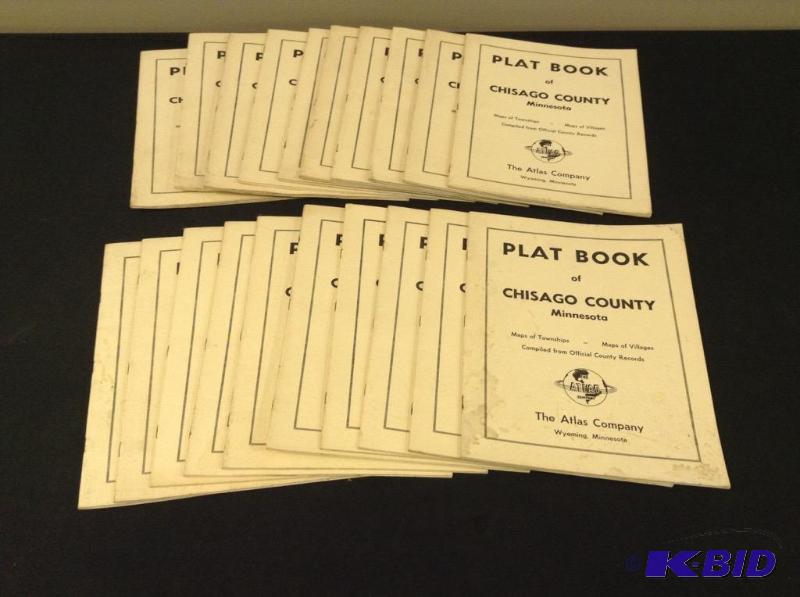 PLAT BOOK
of
CHISAGO COUNTY
Minnesota
Maps of Townships - Maps of Villages
Compiled from Official County Records
ATLAS
COMPANY
The Atlas Company
Wyoming, Minnesota
PLAT BOOK
of
CHISAGO COUNTY
Minnesota
Maps of Townships - Maps of Villages
Compiled from Official County Records
ATLAS
COMPANY
The Atlas Company
Wyoming, Minnesota
© K-BID